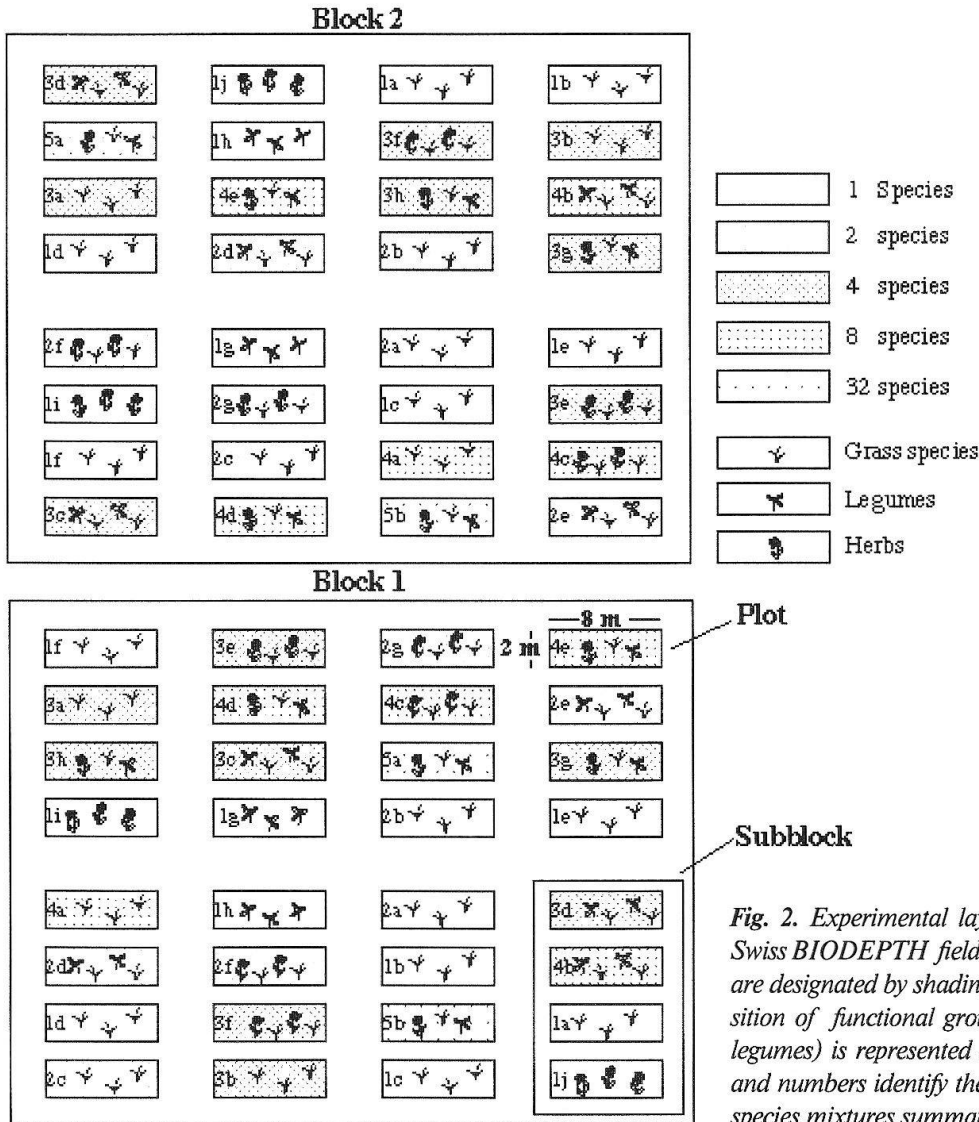 Block 2
3d 1j 1a 1b
5a 1h 3f 3b
3a 4e 3h 4b
1d 2d 2b 3g
2f 1g 2a 1e
1i 2g 1c 3e
1f 2c 4a 4c
3c 4d 5b 2e
1 Species
2 species
4 species
8 species
32 species
Grass species
Legumes
Herbs
Block 1
8 m
Plot
1f 3e 2g 2 m 4e
3a 4d 4c 2e
3h 3c 5a 3g
1i 1g 2b 1e
Subblock
4a 1h 2a 3d
2d 2f 1b 4b
1d 3f 5b 1a
2c 3b 1c 1j
Fig. 2. Experimental lay
Swiss BIODEPTH field
are designated by shadin
sition of functional grou
legumes) is represented
and numbers identify the
species mixtures summa